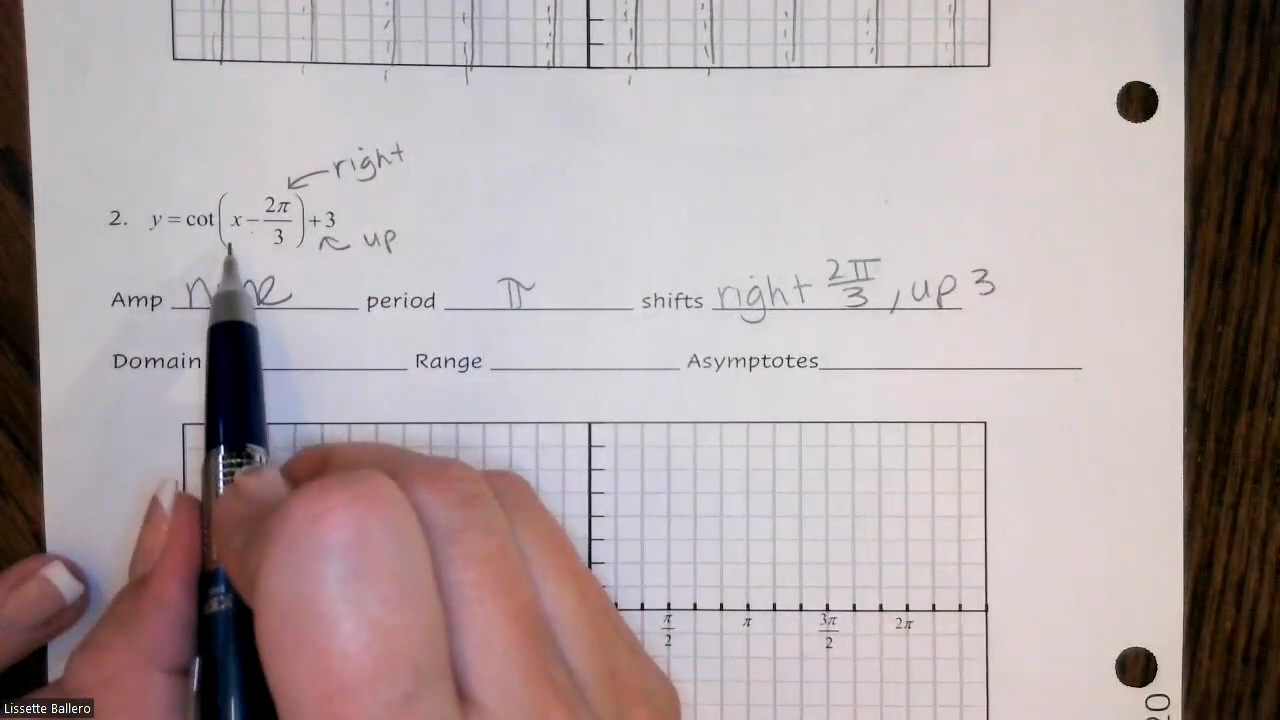 right
2. y = cot(x − 2π/3) + 3
up
Amp none period π shifts right 2π/3, up 3
Domain Range Asymptotes
π/2 π 3π/2 2π
Lissette Ballero